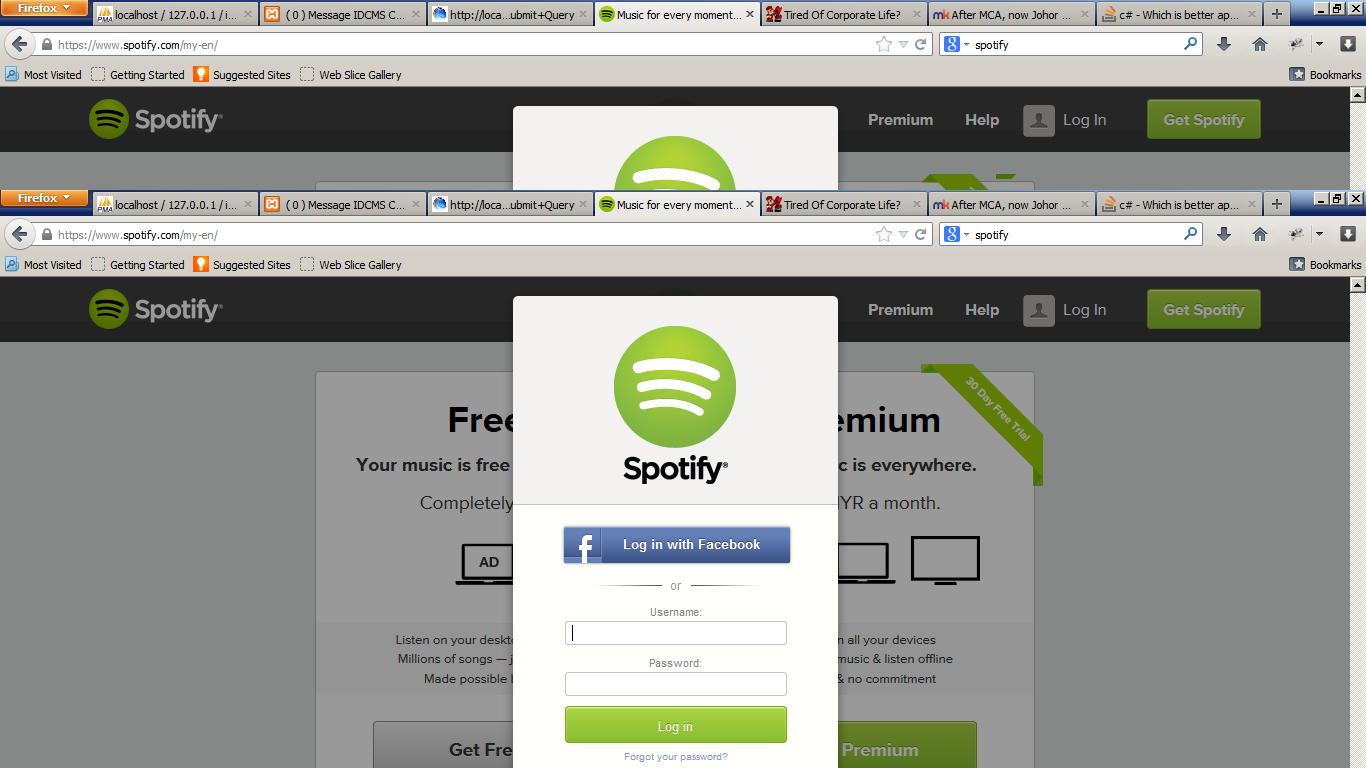 Firefox
localhost / 127.0.0.1 / i...
( 0 ) Message IDCMS C...
http://loca...ubmit+Query
Music for every moment...
Tired Of Corporate Life?
mk After MCA, now Johor ...
c# - Which is better ap...
https://www.spotify.com/my-en/
spotify
Most Visited
Getting Started
Suggested Sites
Web Slice Gallery
Bookmarks
Spotify
Premium
Help
Log In
Get Spotify
Firefox
PMA localhost / 127.0.0.1 / i...
( 0 ) Message IDCMS C...
http://loca...ubmit+Query
Music for every moment...
Tired Of Corporate Life?
mk After MCA, now Johor ...
c# - Which is better ap...
https://www.spotify.com/my-en/
spotify
Most Visited
Getting Started
Suggested Sites
Web Slice Gallery
Bookmarks
Spotify
Premium
Help
Log In
Get Spotify
30 Day Free Trial
Free
emium
Spotify
Your music is free
c is everywhere.
Completely
MYR a month.
Log in with Facebook
AD
or
Username:
Listen on your deskt
n all your devices
Millions of songs — j
music & listen offline
Password:
Made possible
& no commitment
Log in
Get Fre
Premium
Forgot your password?